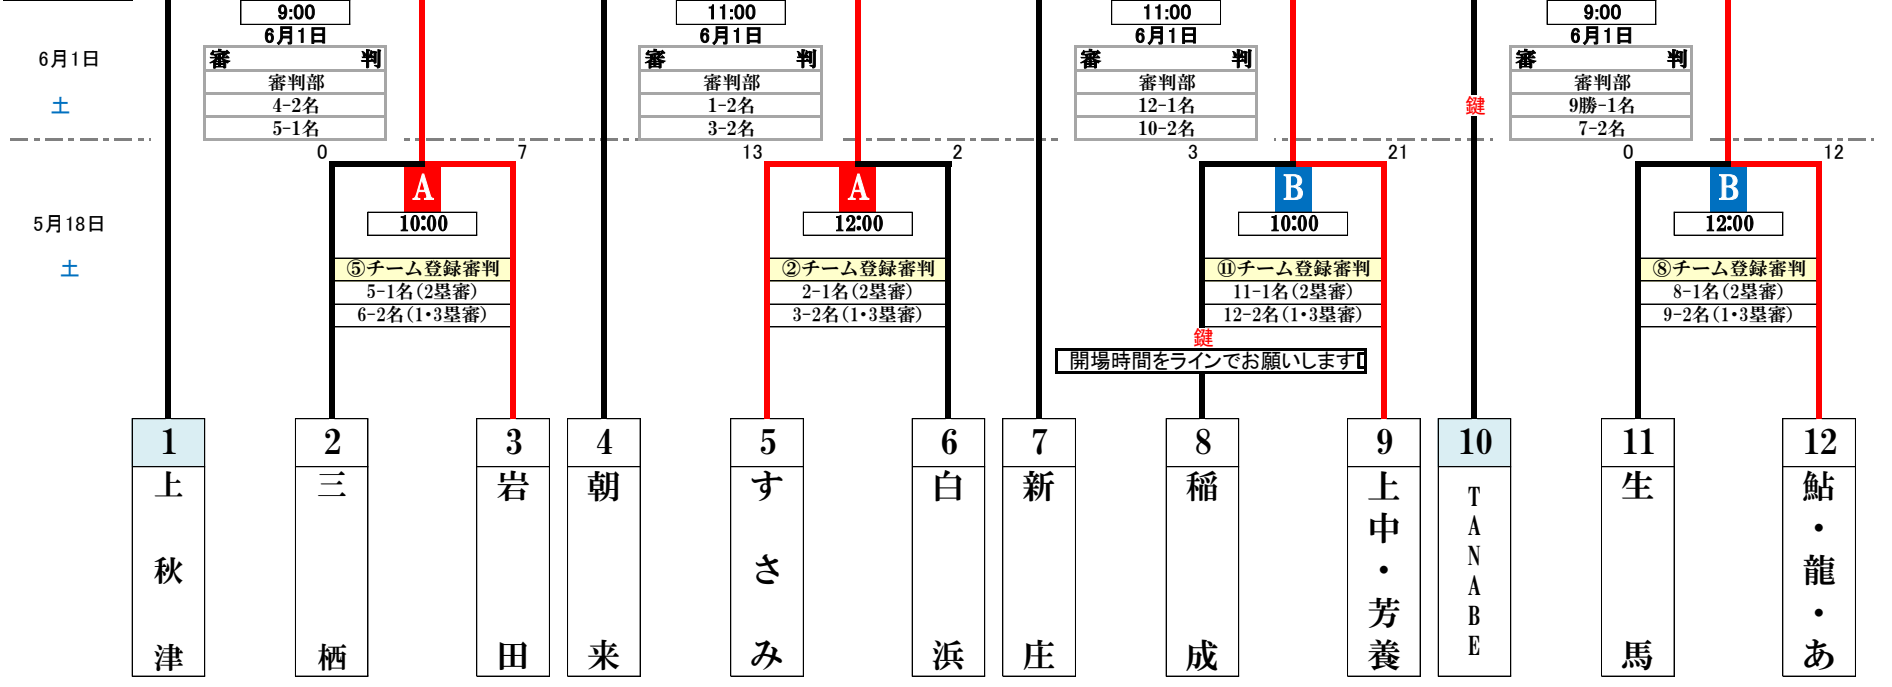 9:00
11:00
11:00
9:00
6月1日
6月1日
6月1日
6月1日
6月1日
土
審 判
審判部
4-2名
5-1名
審 判
審判部
1-2名
3-2名
審 判
審判部
12-1名
10-2名
鍵
審 判
審判部
9勝-1名
7-2名
0 7
13 2
3 21
0 12
5月18日
土
A
10:00
⑤チーム登録審判
5-1名(2塁審)
6-2名(1・3塁審)
A
12:00
②チーム登録審判
2-1名(2塁審)
3-2名(1・3塁審)
B
10:00
⑪チーム登録審判
11-1名(2塁審)
12-2名(1・3塁審)
鍵
開場時間をラインでお願いします
B
12:00
⑧チーム登録審判
8-1名(2塁審)
9-2名(1・3塁審)
1
上秋津
2
三栖
3
岩田
4
朝来
5
すさみ
6
白浜
7
新庄
8
稲成
9
上中・芳養
10
TANABE
11
生馬
12
鮎・龍・あ